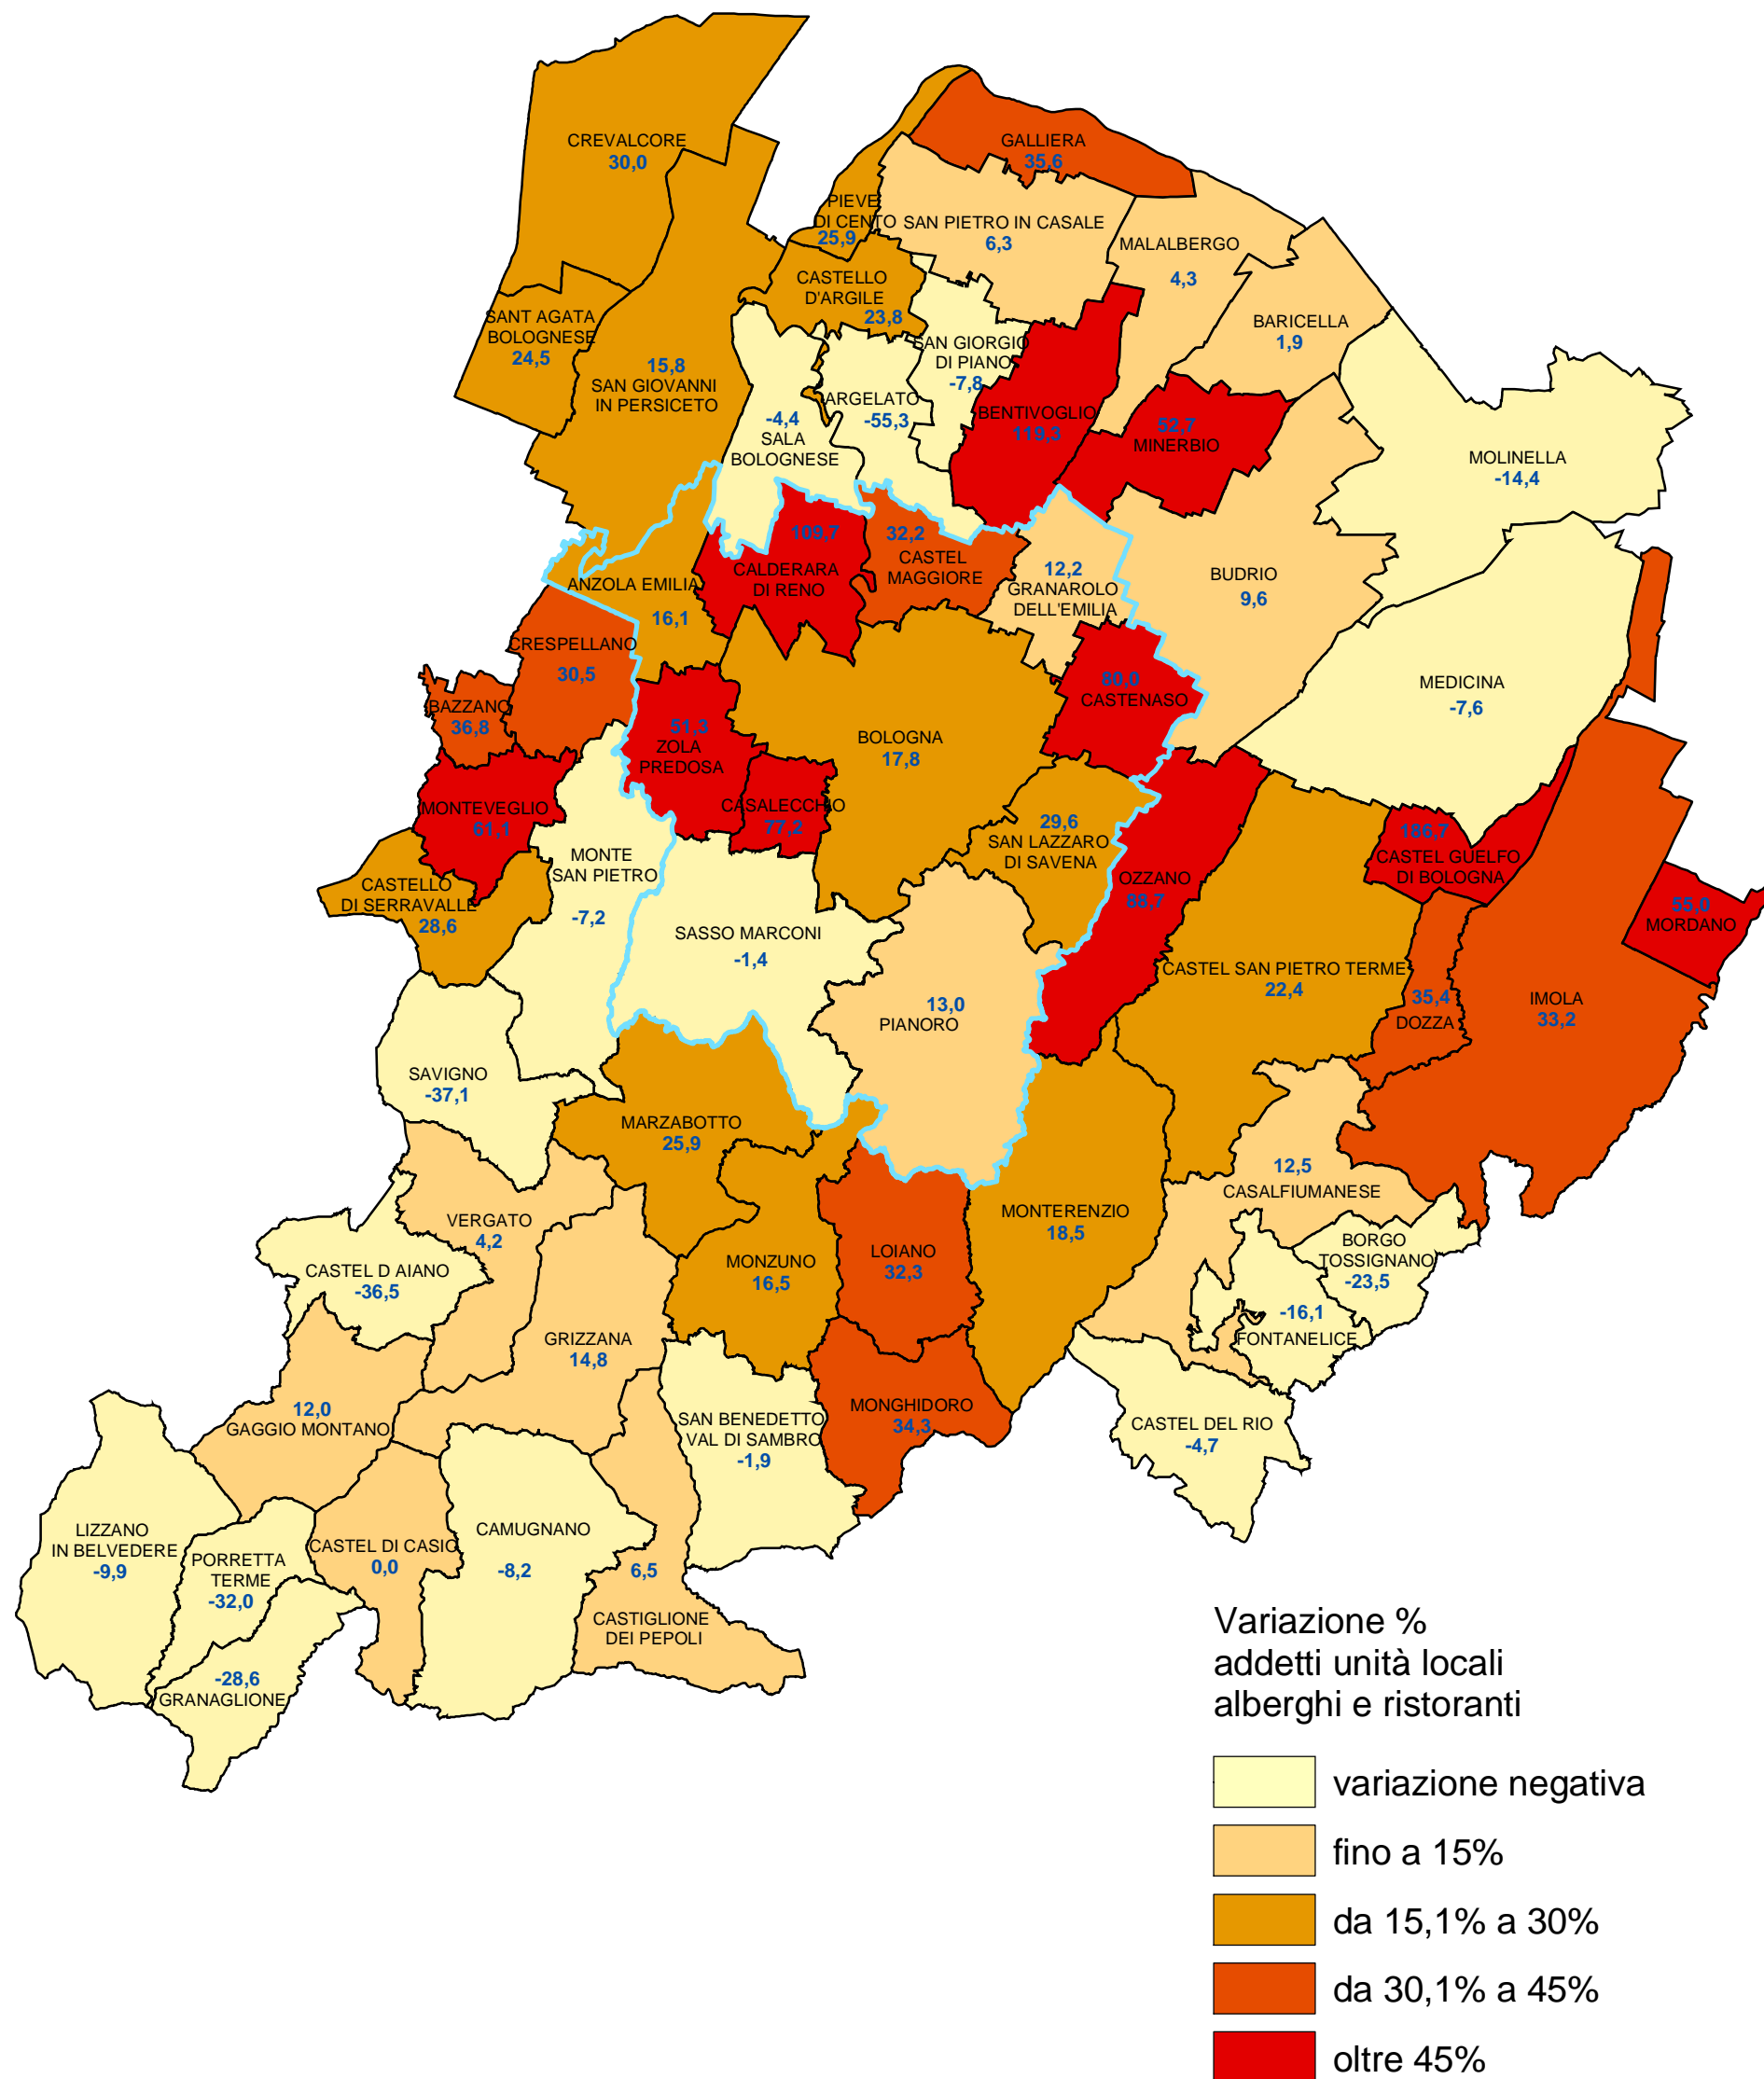 CREVALCORE
30,0
GALLIERA
35,6
PIEVE
DI CENTO
25,9
SAN PIETRO IN CASALE
6,3
MALALBERGO
4,3
CASTELLO
D'ARGILE
23,8
SANT AGATA
BOLOGNESE
24,5
BARICELLA
1,9
SAN GIORGIO
DI PIANO
-7,8
15,8
SAN GIOVANNI
IN PERSICETO
ARGELATO
-55,3
-4,4
SALA
BOLOGNESE
BENTIVOGLIO
119,3
52,7
MINERBIO
MOLINELLA
-14,4
109,7
CALDERARA
DI RENO
32,2
CASTEL
MAGGIORE
12,2
GRANAROLO
DELL'EMILIA
BUDRIO
9,6
ANZOLA EMILIA
16,1
CRESPELLANO
30,5
MEDICINA
-7,6
80,0
CASTENASO
BAZZANO
36,8
51,3
ZOLA
PREDOSA
BOLOGNA
17,8
MONTEVEGLIO
61,1
CASALECCHIO
77,2
29,6
SAN LAZZARO
DI SAVENA
186,7
CASTEL GUELFO
DI BOLOGNA
MONTE
SAN PIETRO
-7,2
CASTELLO
DI SERRAVALLE
28,6
OZZANO
88,7
55,0
MORDANO
SASSO MARCONI
-1,4
CASTEL SAN PIETRO TERME
22,4
35,4
DOZZA
IMOLA
33,2
13,0
PIANORO
SAVIGNO
-37,1
MARZABOTTO
25,9
12,5
CASALFIUMANESE
VERGATO
4,2
MONTERENZIO
18,5
BORGO
TOSSIGNANO
-23,5
CASTEL D AIANO
-36,5
MONZUNO
16,5
LOIANO
32,3
-16,1
FONTANELICE
GRIZZANA
14,8
12,0
GAGGIO MONTANO
SAN BENEDETTO
VAL DI SAMBRO
-1,9
MONGHIDORO
34,3
CASTEL DEL RIO
-4,7
LIZZANO
IN BELVEDERE
-9,9
PORRETTA
TERME
-32,0
CASTEL DI CASIO
0,0
CAMUGNANO
-8,2
6,5
CASTIGLIONE
DEI PEPOLI
-28,6
GRANAGLIONE
Variazione %
addetti unità locali
alberghi e ristoranti
variazione negativa
fino a 15%
da 15,1% a 30%
da 30,1% a 45%
oltre 45%